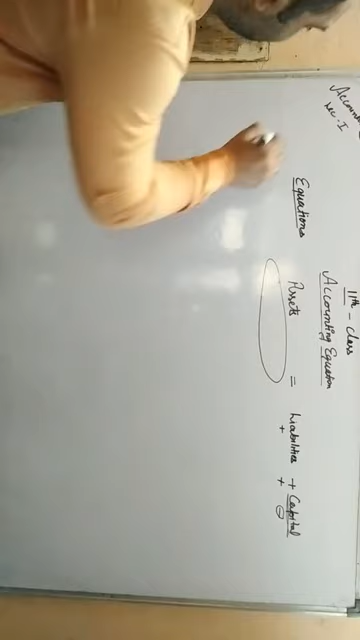 11th - class
Accounting Equation
Equations Assets = Liabilities + Capital
+ + ⊖